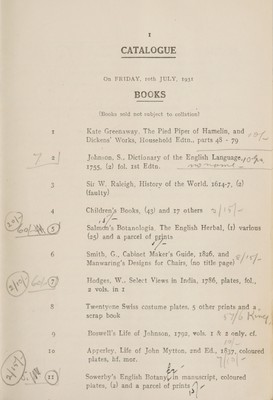 1
CATALOGUE
On FRIDAY, 10th JULY,
BOOKS
(Books sold not subject to collation)
1 Kate Greenaway. The Pied Piper of Hamelin, and
Dickens' Works, Household Edtn., parts 48 - 79
7 2 Johnson, S., Dictionary of the English Language,
1755, (2) fol. 1st Edtn.
3 Sir W. Raleigh, History of the World, 1614-7, (2)
(faulty)
4 Children's Books, (43) and 17 others
5 Salmon's Botanologia. The English Herbal, (1) various
(25) and a parcel of prints
6 Smith, G., Cabinet Maker's Guide, 1826, and
Manwaring's Designs for Chairs, (no title page)
7 Hodges, W., Select Views in India, 1786, plates, fol.,
2 vols. in 1
8 Twentyone Swiss costume plates, 5 other prints and a
scrap book
9 Boswell's Life of Johnson, 1792, vols. 1 & 2 only, cf.
10 Apperley, Life of John Mytton, 2nd Ed., 1837, coloured
plates, hf. mor.
11 Sowerby's English Botany, in manuscript, coloured
plates, (2) and a parcel of prints